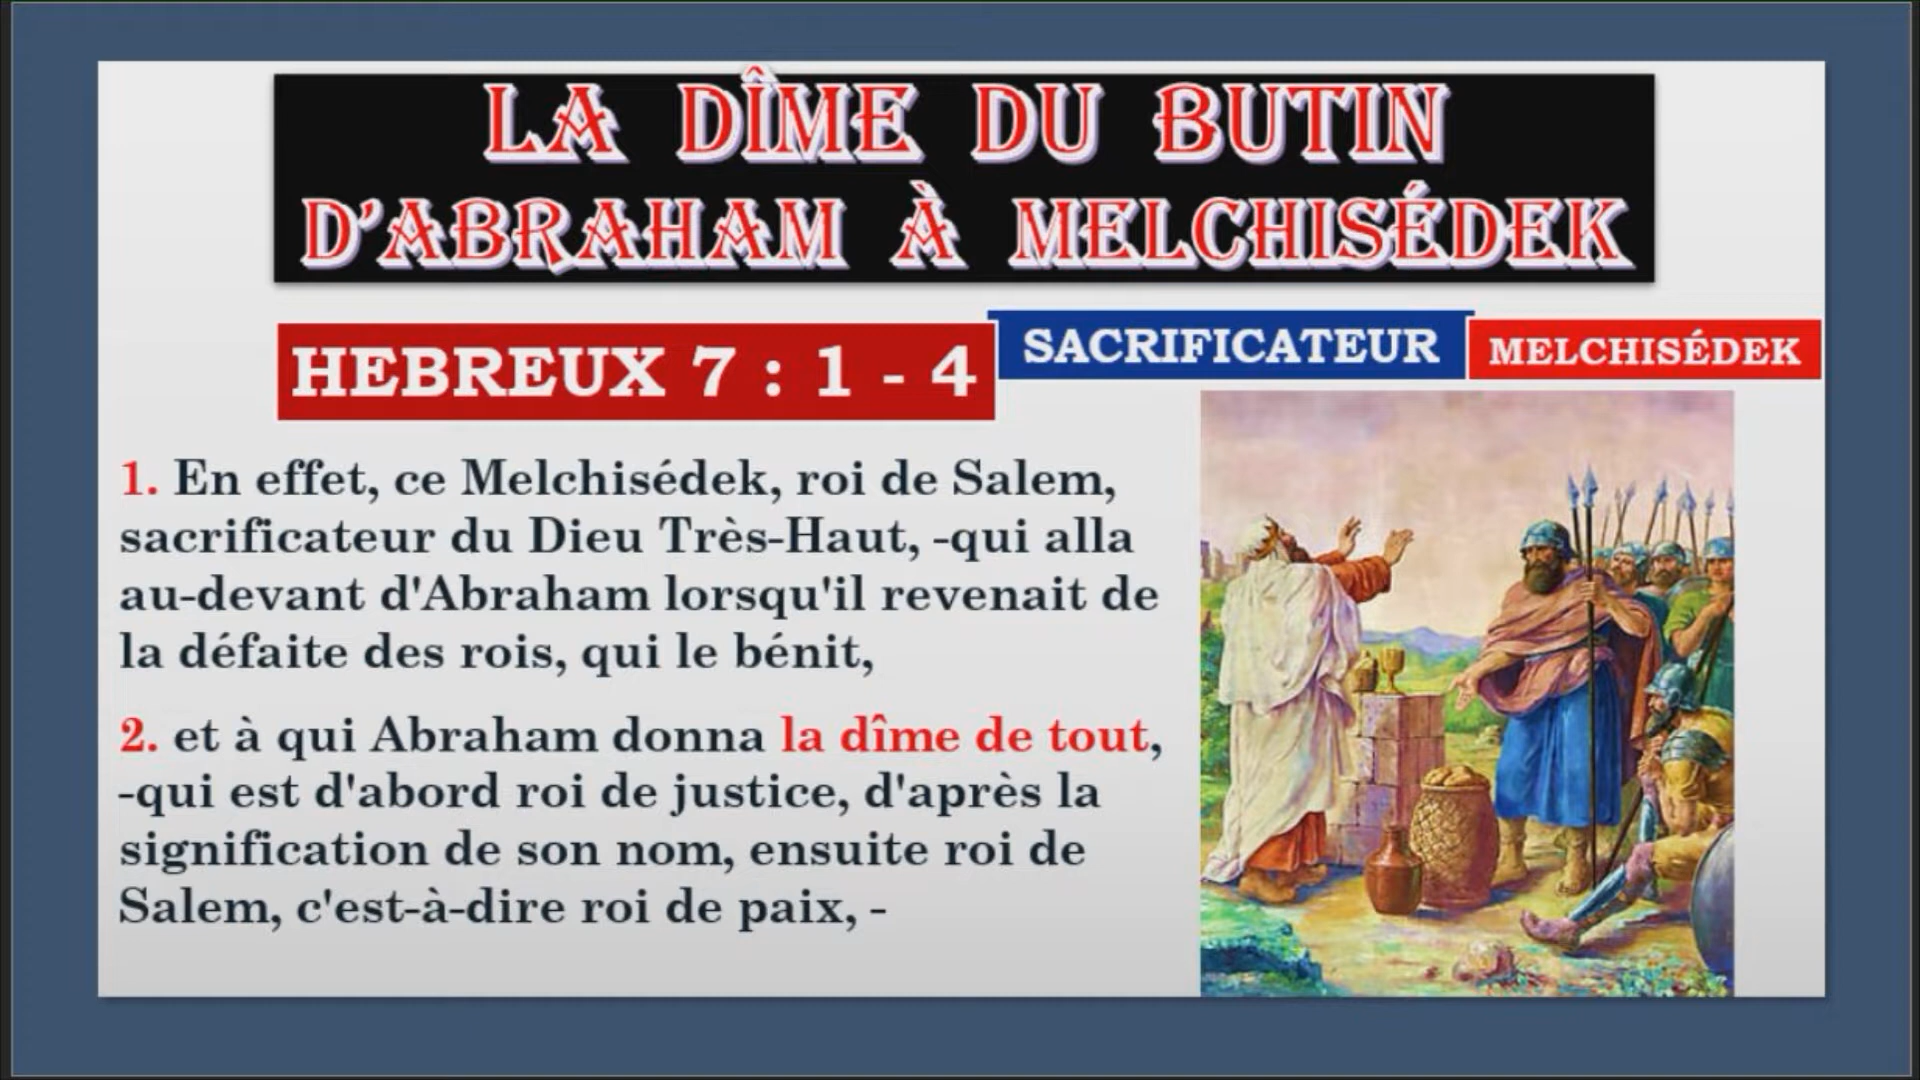 LA DÎME DU BUTIN
D'ABRAHAM À MELCHISÉDEK
HEBREUX 7 : 1 - 4
SACRIFICATEUR
MELCHISÉDEK
1. En effet, ce Melchisédek, roi de Salem,
sacrificateur du Dieu Très-Haut, -qui alla
au-devant d'Abraham lorsqu'il revenait de
la défaite des rois, qui le bénit,
2. et à qui Abraham donna la dîme de tout,
-qui est d'abord roi de justice, d'après la
signification de son nom, ensuite roi de
Salem, c'est-à-dire roi de paix, -